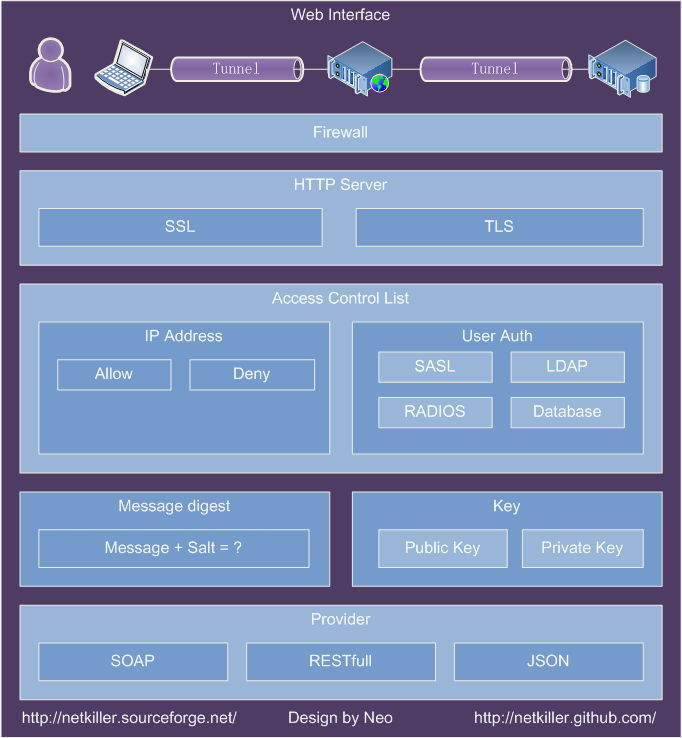 Web Interface
Tunnel
Tunnel
Firewall
HTTP Server
SSL
TLS
Access Control List
IP Address
Allow
Deny
User Auth
SASL
LDAP
RADIOS
Database
Message digest
Message + Salt = ?
Key
Public Key
Private Key
Provider
SOAP
RESTfull
JSON
http://netkiller.sourceforge.net/
Design by Neo
http://netkiller.github.com/